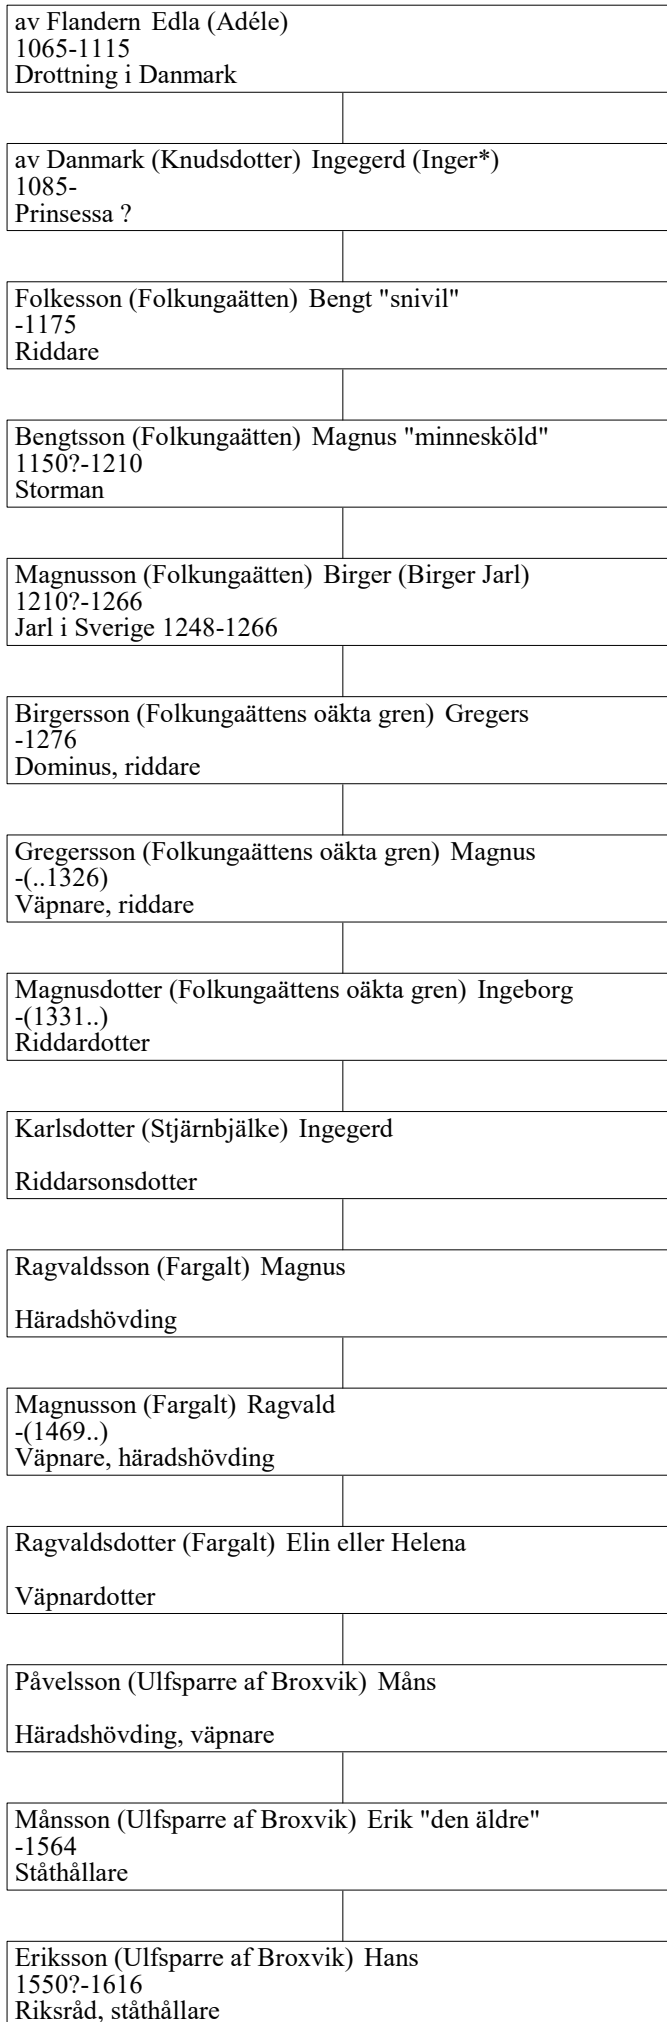 av Flandern Edla (Adéle)
1065-1115
Drottning i Danmark
av Danmark (Knudsdotter) Ingegerd (Inger*)
1085-
Prinsessa ?
Folkesson (Folkungaätten) Bengt "snivil"
-1175
Riddare
Bengtsson (Folkungaätten) Magnus "minnesköld"
1150?-1210
Storman
Magnusson (Folkungaätten) Birger (Birger Jarl)
1210?-1266
Jarl i Sverige 1248-1266
Birgersson (Folkungaättens oäkta gren) Gregers
-1276
Dominus, riddare
Gregersson (Folkungaättens oäkta gren) Magnus
-(..1326)
Väpnare, riddare
Magnusdotter (Folkungaättens oäkta gren) Ingeborg
-(1331..)
Riddardotter
Karlsdotter (Stjärnbjälke) Ingegerd
Riddarsonsdotter
Ragvaldsson (Fargalt) Magnus
Häradshövding
Magnusson (Fargalt) Ragvald
-(1469..)
Väpnare, häradshövding
Ragvaldsdotter (Fargalt) Elin eller Helena
Väpnardotter
Påvelsson (Ulfsparre af Broxvik) Måns
Häradshövding, väpnare
Månsson (Ulfsparre af Broxvik) Erik "den äldre"
-1564
Ståthållare
Eriksson (Ulfsparre af Broxvik) Hans
1550?-1616
Riksråd, ståthållare